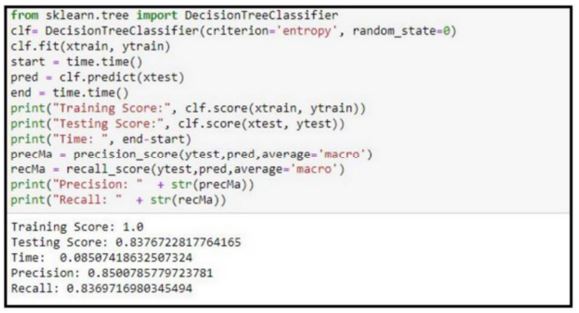 from sklearn.tree import DecisionTreeClassifier
clf= DecisionTreeClassifier(criterion='entropy', random_state=0)
clf.fit(xtrain, ytrain)
start = time.time()
pred = clf.predict(xtest)
end = time.time()
print("Training Score:", clf.score(xtrain, ytrain))
print("Testing Score:", clf.score(xtest, ytest))
print("Time: ", end-start)
precMa = precision_score(ytest,pred,average='macro')
recMa = recall_score(ytest,pred,average='macro')
print("Precision: " + str(precMa))
print("Recall: " + str(recMa))
Training Score: 1.0
Testing Score: 0.8376722817764165
Time: 0.08507418632507324
Precision: 0.8500785779723781
Recall: 0.8369716980345494